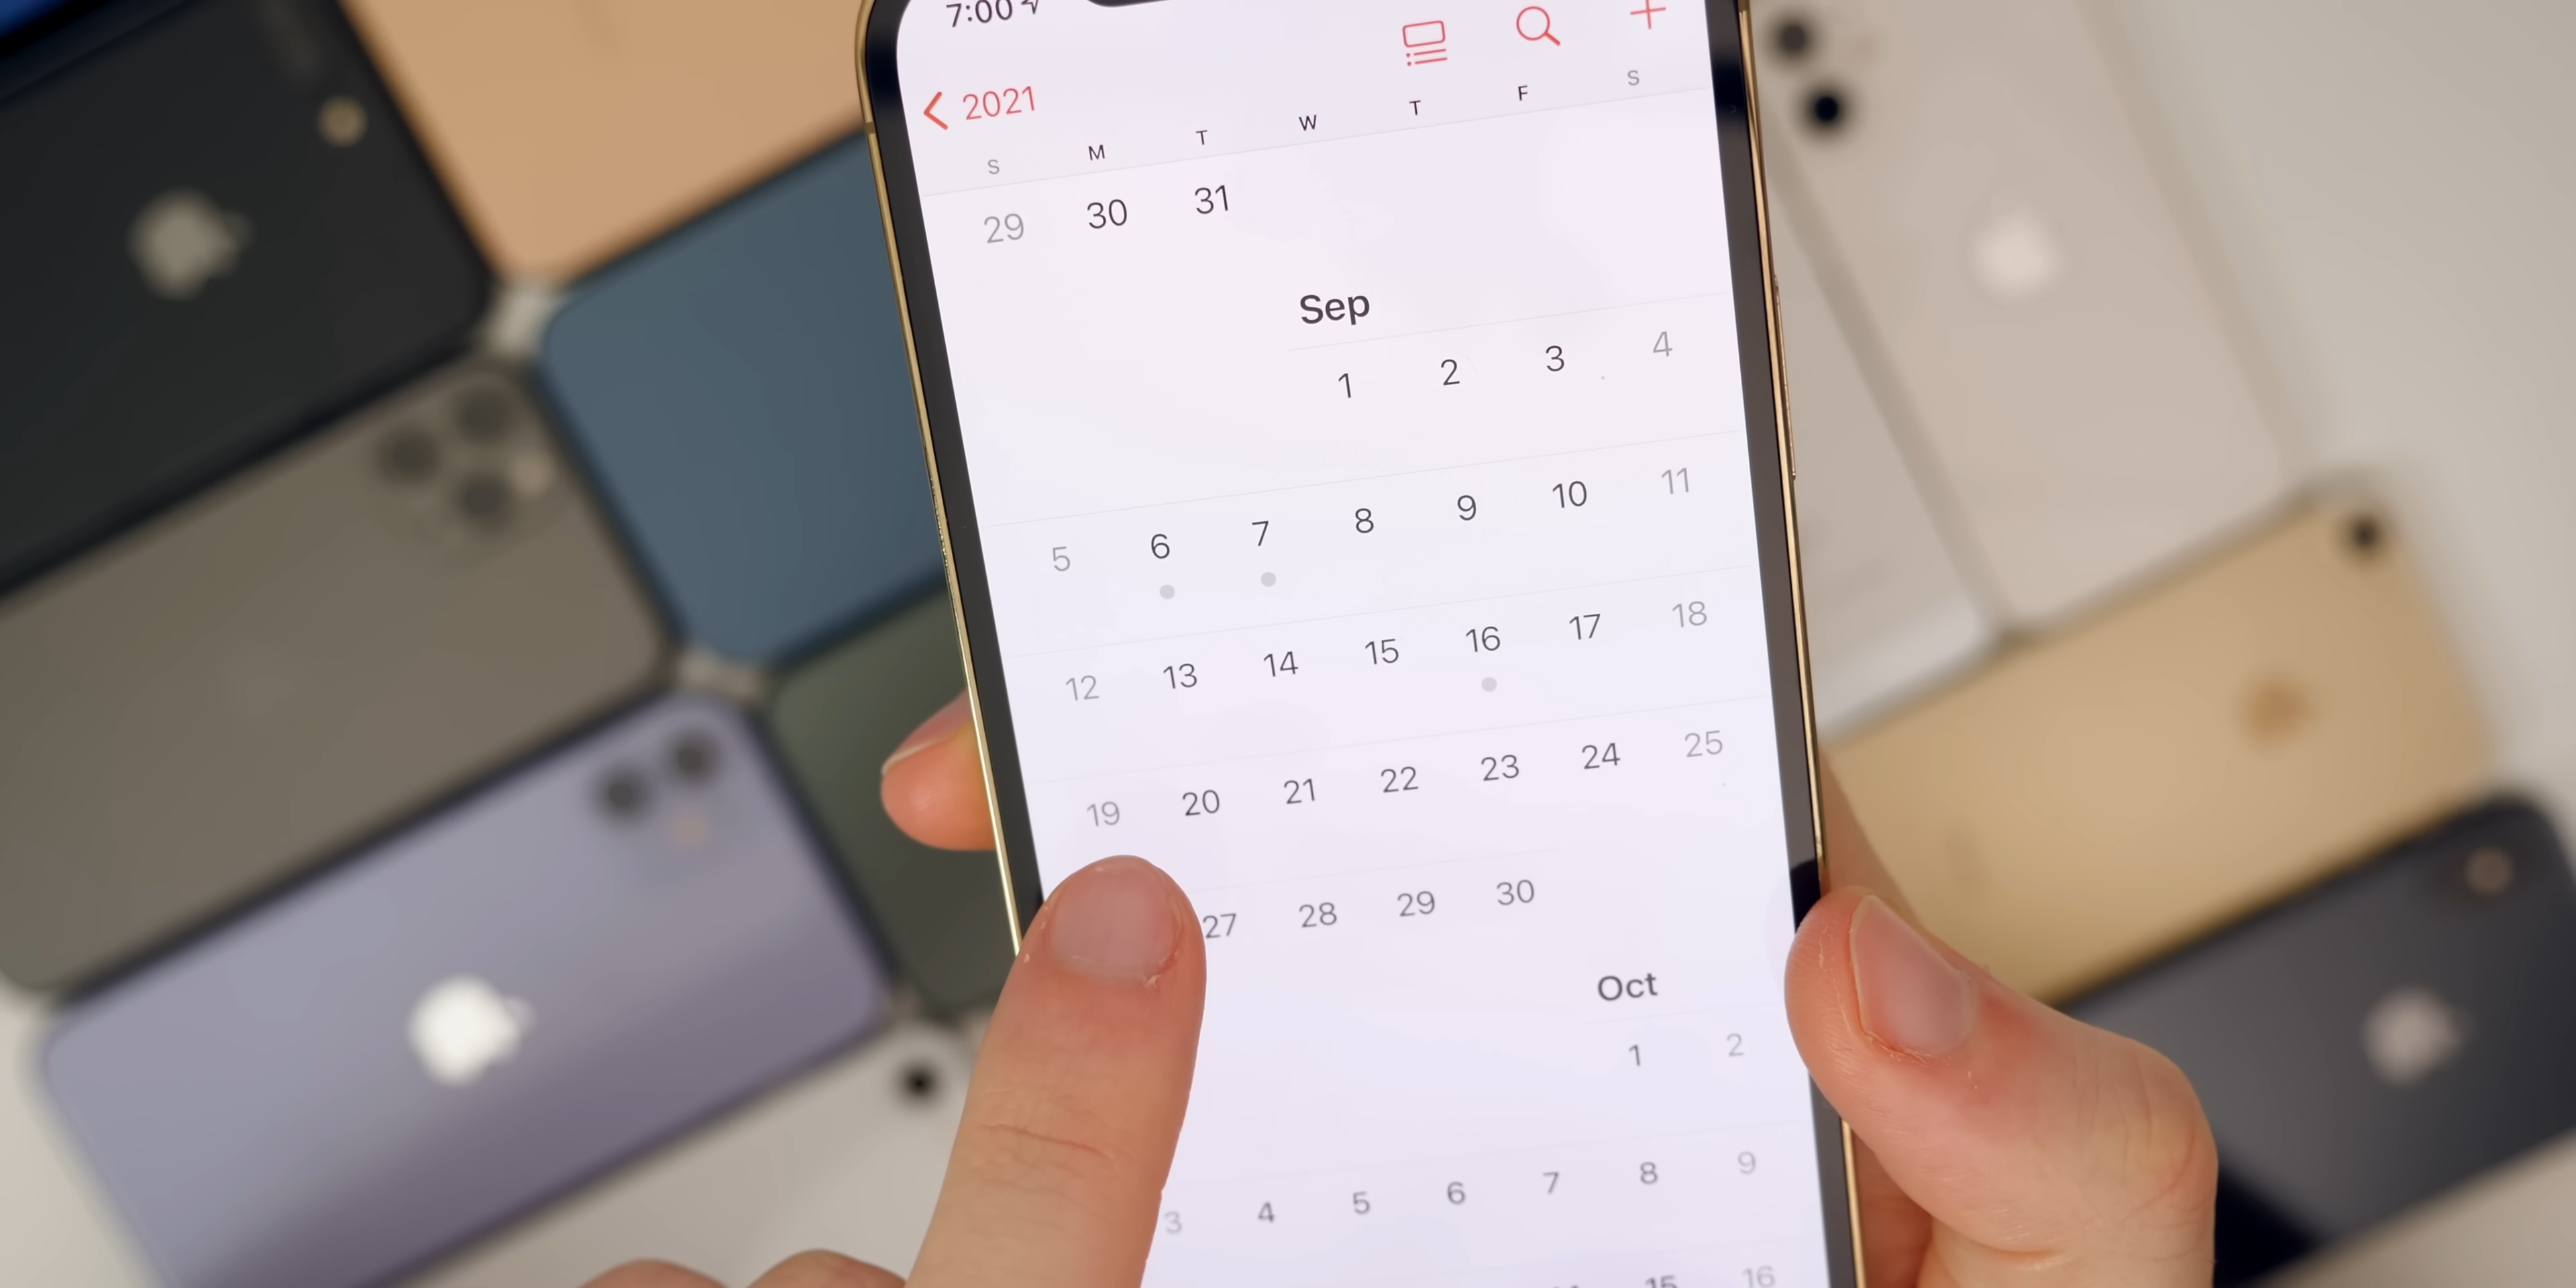 7:00
2021
S M T W T F S
29 30 31
Sep
1 2 3 4
5 6 7 8 9 10 11
12 13 14 15 16 17 18
19 20 21 22 23 24 25
27 28 29 30
Oct
1 2
3 4 5 6 7 8 9
15 16